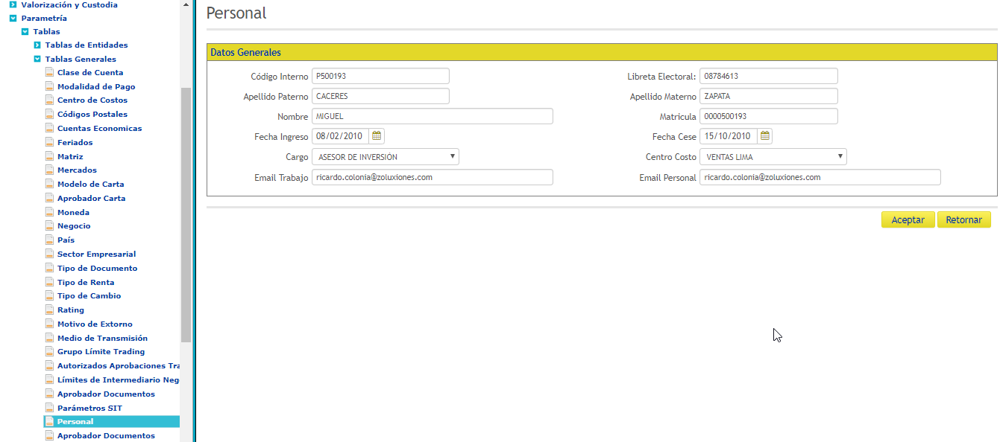 Valorización y Custodia
Parametría
Tablas
Tablas de Entidades
Tablas Generales
Clase de Cuenta
Modalidad de Pago
Centro de Costos
Códigos Postales
Cuentas Economicas
Feriados
Matriz
Mercados
Modelo de Carta
Aprobador Carta
Moneda
Negocio
País
Sector Empresarial
Tipo de Documento
Tipo de Renta
Tipo de Cambio
Rating
Motivo de Extorno
Medio de Transmisión
Grupo Límite Trading
Autorizados Aprobaciones Tra
Límites de Intermediario Neg
Aprobador Documentos
Parámetros SIT
Personal
Aprobador Documentos
Personal
Datos Generales
Código Interno P500193 Libreta Electoral: 08784613
Apellido Paterno CACERES Apellido Materno ZAPATA
Nombre MIGUEL Matricula 0000500193
Fecha Ingreso 08/02/2010 Fecha Cese 15/10/2010
Cargo ASESOR DE INVERSIÓN Centro Costo VENTAS LIMA
Email Trabajo ricardo.colonia@zoluxiones.com Email Personal ricardo.colonia@zoluxiones.com
Aceptar Retornar